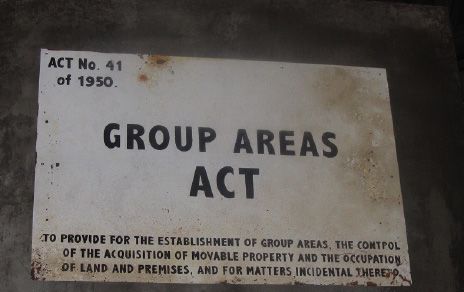 ACT No. 41
of 1950.
GROUP AREAS
ACT
TO PROVIDE FOR THE ESTABLISHMENT OF GROUP AREAS, THE CONTROL
OF THE ACQUISITION OF MOVABLE PROPERTY AND THE OCCUPATION
OF LAND AND PREMISES, AND FOR MATTERS INCIDENTAL THERETO.